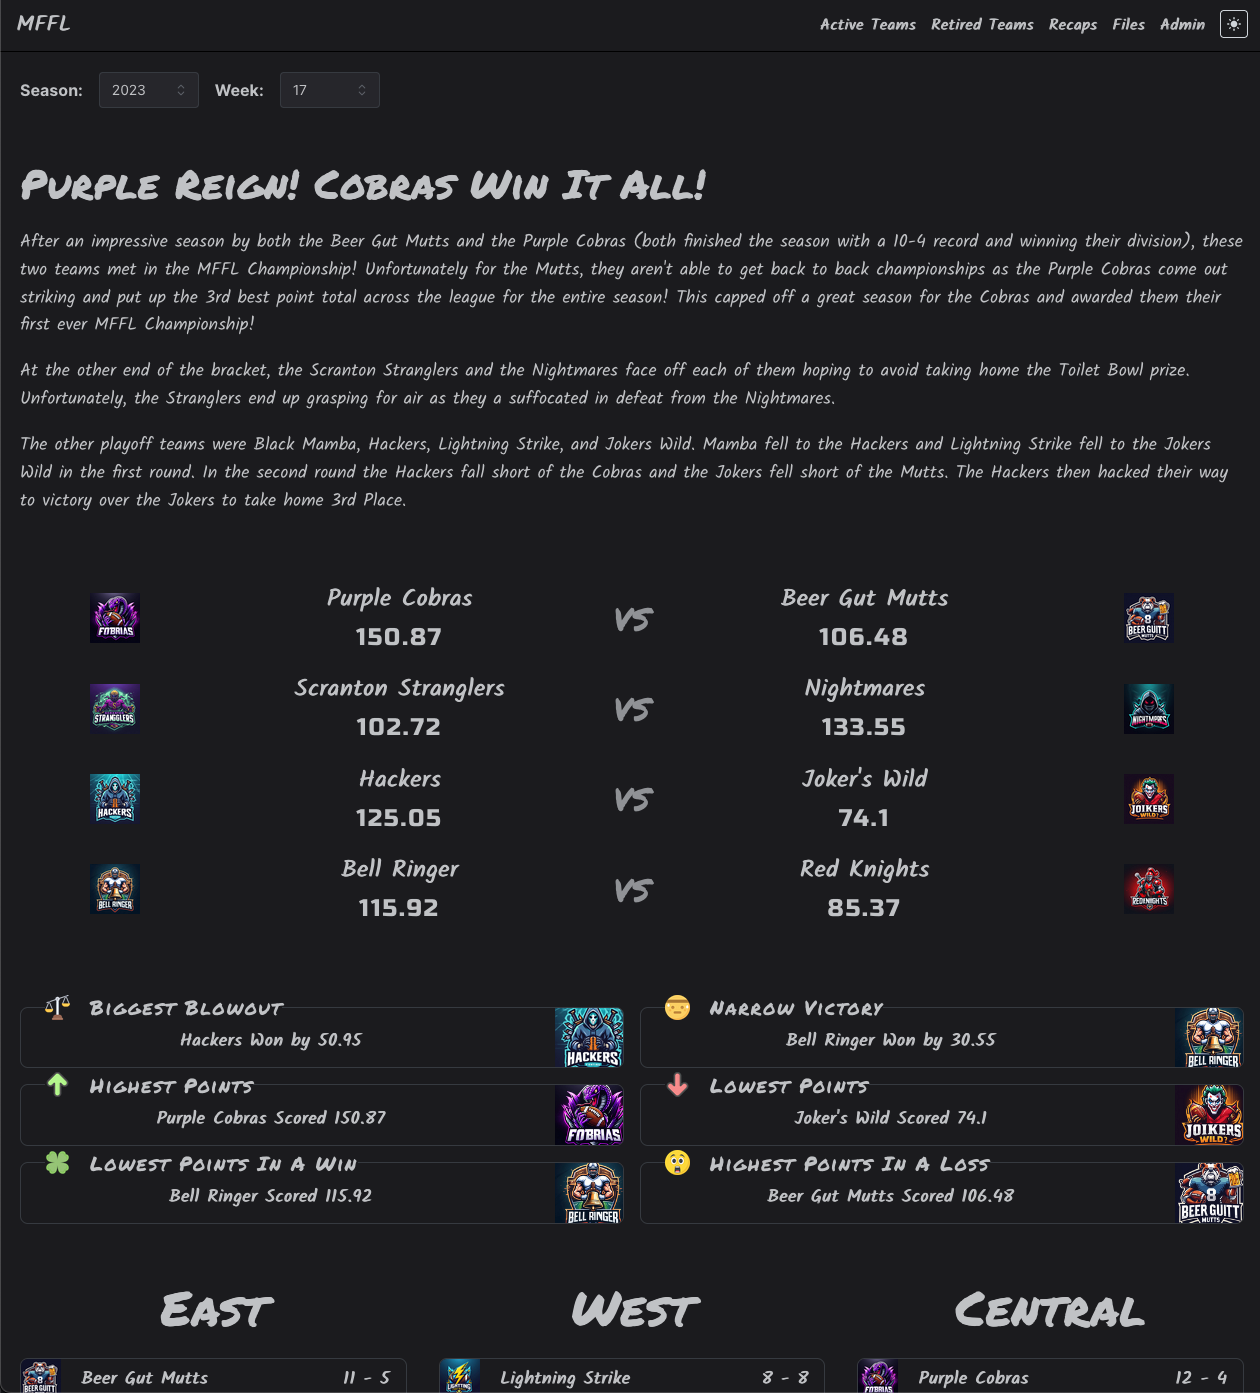 MFFL
Active Teams Retired Teams Recaps Files Admin
Season: 2023 Week: 17
Purple Reign! Cobras Win It All!
After an impressive season by both the Beer Gut Mutts and the Purple Cobras (both finished the season with a 10-4 record and winning their division), these
two teams met in the MFFL Championship! Unfortunately for the Mutts, they aren't able to get back to back championships as the Purple Cobras come out
striking and put up the 3rd best point total across the league for the entire season! This capped off a great season for the Cobras and awarded them their
first ever MFFL Championship!
At the other end of the bracket, the Scranton Stranglers and the Nightmares face off each of them hoping to avoid taking home the Toilet Bowl prize.
Unfortunately, the Stranglers end up grasping for air as they a suffocated in defeat from the Nightmares.
The other playoff teams were Black Mamba, Hackers, Lightning Strike, and Jokers Wild. Mamba fell to the Hackers and Lightning Strike fell to the Jokers
Wild in the first round. In the second round the Hackers fall short of the Cobras and the Jokers fell short of the Mutts. The Hackers then hacked their way
to victory over the Jokers to take home 3rd Place.
FOBRIAS
Purple Cobras
150.87
VS
Beer Gut Mutts
106.48
8
BEER GUITT
MUTTS
STRANGGLERS
Scranton Stranglers
102.72
VS
Nightmares
133.55
HACKERS
Hackers
125.05
VS
Joker's Wild
74.1
JOIKERS
WILD?
BELL RINGER
Bell Ringer
115.92
VS
Red Knights
85.37
Biggest Blowout
Hackers Won by 50.95
HACKERS
Narrow Victory
Bell Ringer Won by 30.55
BELL RINGER
Highest Points
Purple Cobras Scored 150.87
FOBRIAS
Lowest Points
Joker's Wild Scored 74.1
JOIKERS
WILD?
Lowest Points In A Win
Bell Ringer Scored 115.92
BELL RINGER
Highest Points In A Loss
Beer Gut Mutts Scored 106.48
8
BEER GUITT
MUTTS
East
West
Central
BEER GUITT
Beer Gut Mutts 11 - 5
Lightning Strike 8 - 8
FOBRIAS
Purple Cobras 12 - 4